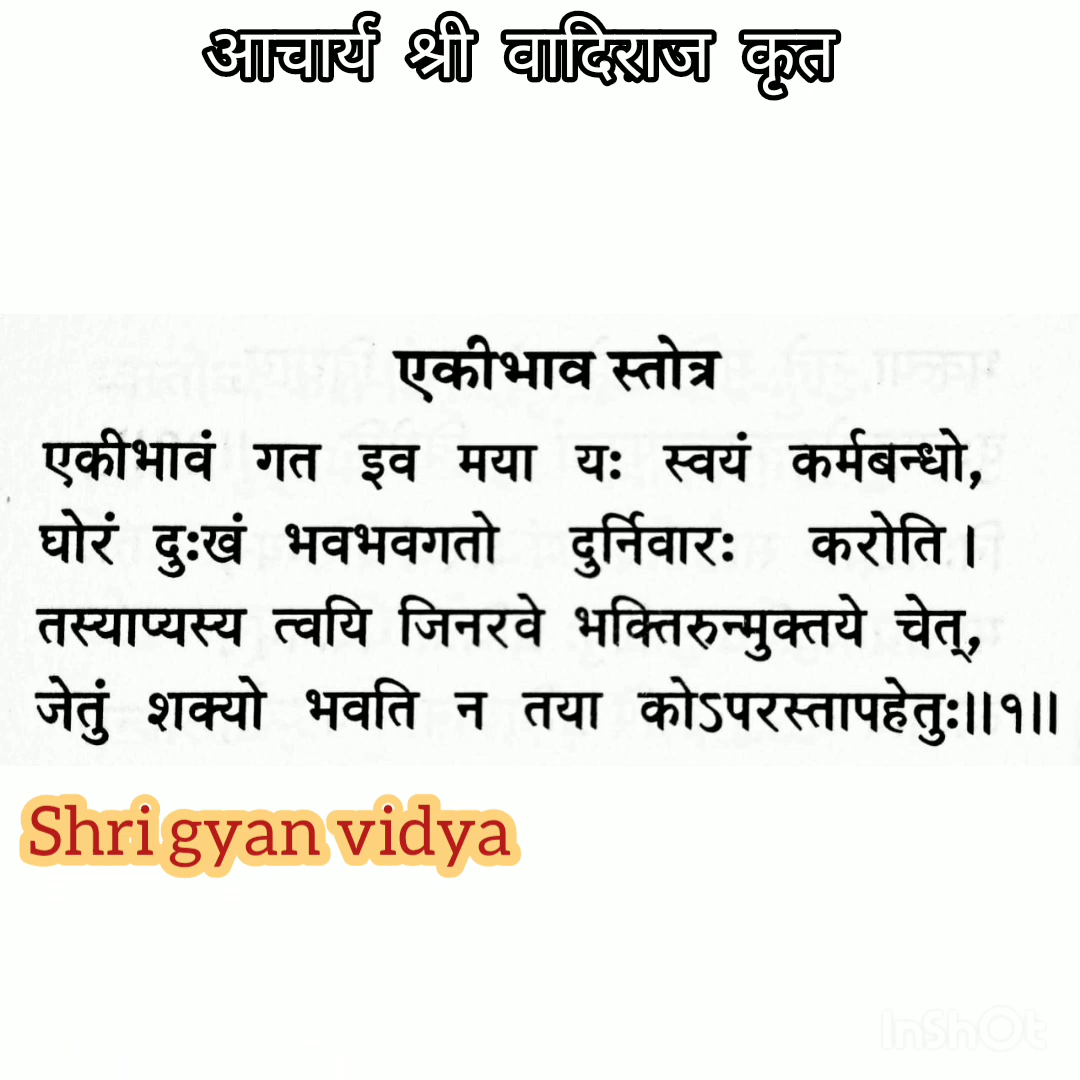 आचार्य श्री वादिराज कृत
एकीभाव स्तोत्र
एकीभावं गत इव मया यः स्वयं कर्मबन्धो,
घोरं दुःखं भवभवगतो दुर्निवारः करोति।
तस्याप्यस्य त्वयि जिनरवे भक्तिरुन्मुक्तये चेत्,
जेतुं शक्यो भवति न तया कोऽपरस्तापहेतुः॥१॥
Shri gyan vidya
InShOt